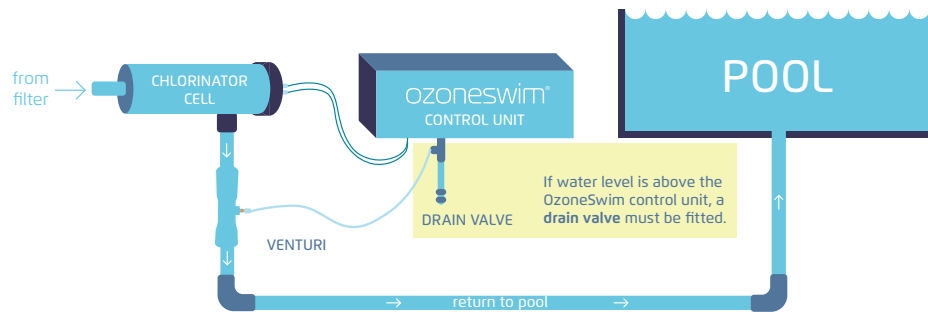 from
filter
CHLORINATOR
CELL
ozoneswim®
CONTROL UNIT
POOL
If water level is above the
OzoneSwim control unit, a
drain valve must be fitted.
DRAIN VALVE
VENTURI
return to pool